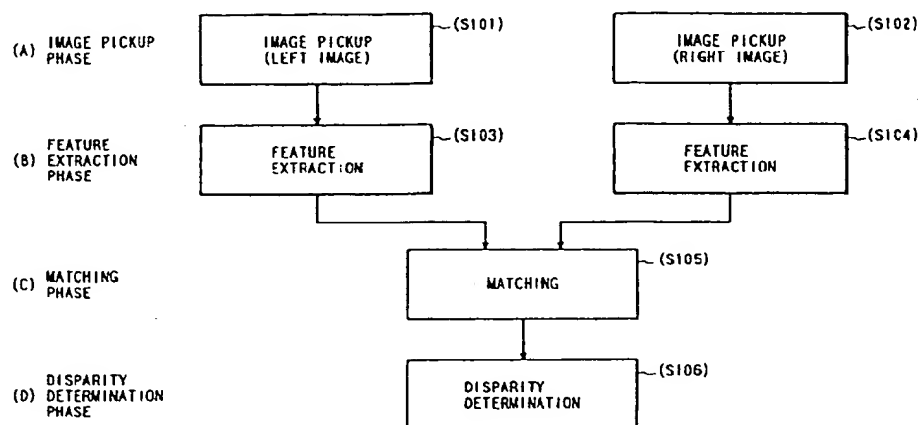 (A) IMAGE PICKUP
PHASE
IMAGE PICKUP
(LEFT IMAGE)
(S101)
IMAGE PICKUP
(RIGHT IMAGE)
(S102)
(B) FEATURE
EXTRACTION
PHASE
FEATURE
EXTRACTION
(S103)
FEATURE
EXTRACTION
(S104)
(C) MATCHING
PHASE
MATCHING
(S105)
(D) DISPARITY
DETERMINATION
PHASE
DISPARITY
DETERMINATION
(S106)